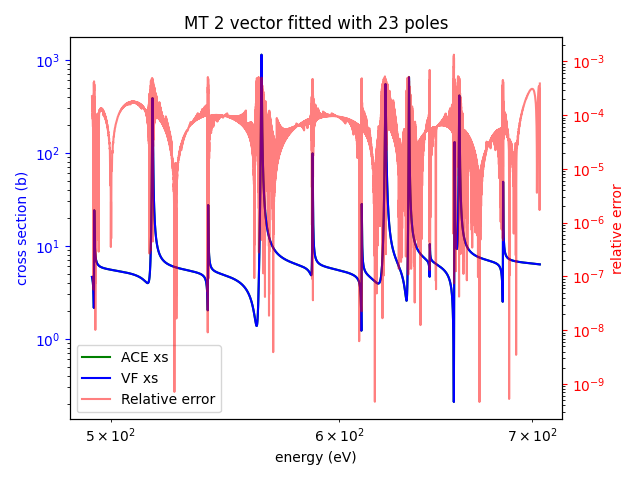 MT 2 vector fitted with 23 poles
10³
10²
10¹
10⁰
cross section (b)
10⁻³
10⁻⁴
10⁻⁵
10⁻⁶
10⁻⁷
10⁻⁸
10⁻⁹
relative error
ACE xs
VF xs
Relative error
5 × 10²
6 × 10²
7 × 10²
energy (eV)